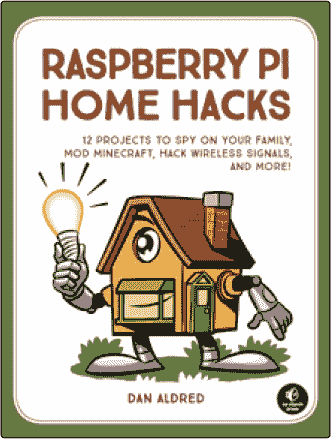 RASPBERRY PI
HOME HACKS
12 PROJECTS TO SPY ON YOUR FAMILY,
MOD MINECRAFT, HACK WIRELESS SIGNALS,
AND MORE!
DAN ALDRED